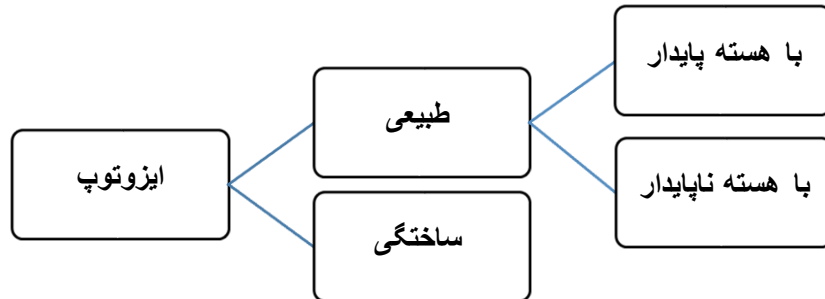 با هسته پایدار
طبیعی
با هسته ناپایدار
ایزوتوپ
ساختگی